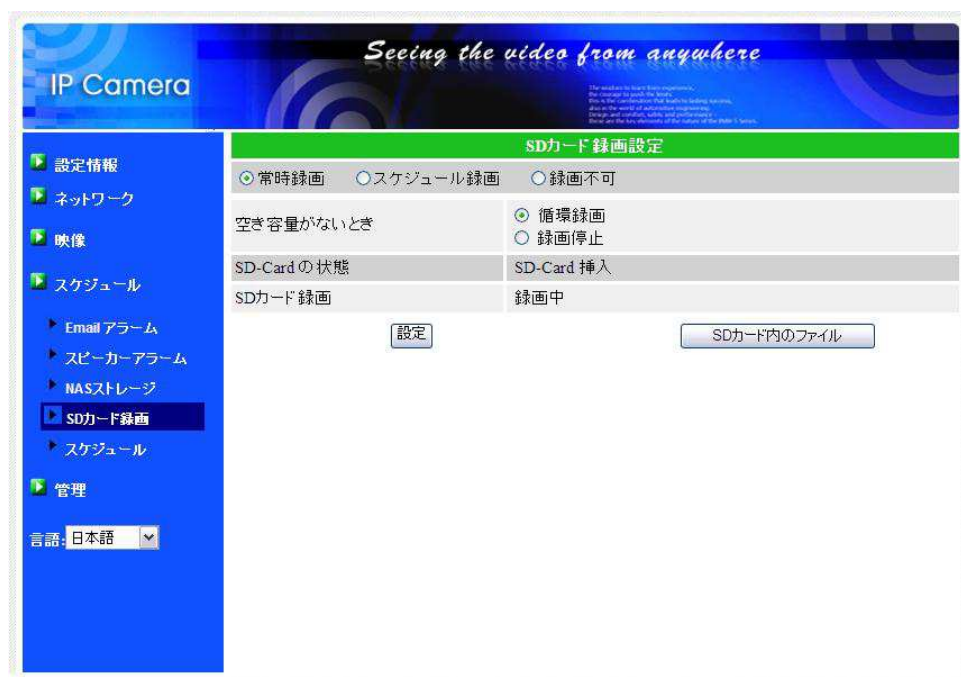 Seeing the video from anywhere
IP Camera
設定情報
ネットワーク
映像
スケジュール
Email アラーム
スピーカーアラーム
NASストレージ
SDカード録画
スケジュール
管理
言語: 日本語
SDカード録画設定
常時録画 スケジュール録画 録画不可
空き容量がないとき
循環録画
録画停止
SD-Card の状態 SD-Card 挿入
SDカード録画 録画中
設定 SDカード内のファイル